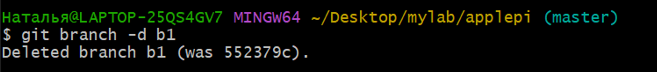 Наталья@LAPTOP-25QS4GV7 MINGW64 ~/Desktop/mylab/applepi (master)
$ git branch -d b1
Deleted branch b1 (was 552379c).